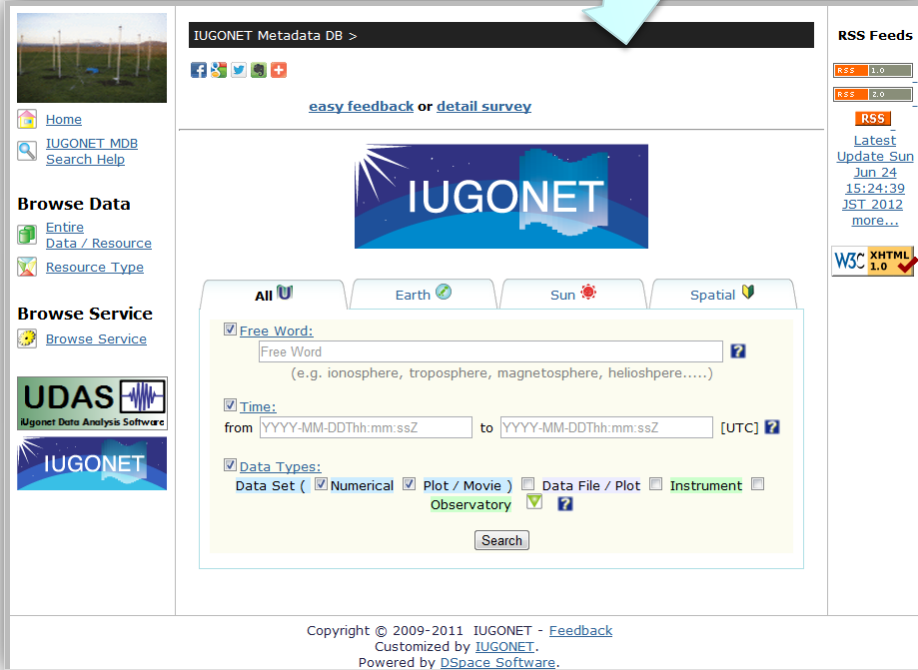 IUGONET Metadata DB >
easy feedback or detail survey
Home
IUGONET MDB
Search Help
Browse Data
Entire
Data / Resource
Resource Type
Browse Service
Browse Service
UDAS
iUgonet Data Analysis Software
IUGONET
IUGONET
All
Earth
Sun
Spatial
Free Word:
Free Word
?
(e.g. ionosphere, troposphere, magnetosphere, helioshpere.....)
Time:
from YYYY-MM-DDThh:mm:ssZ to YYYY-MM-DDThh:mm:ssZ [UTC] ?
Data Types:
Data Set ( Numerical Plot / Movie ) Data File / Plot Instrument
Observatory ?
Search
RSS Feeds
RSS 1.0
RSS 2.0
RSS
Latest
Update Sun
Jun 24
15:24:39
JST 2012
more...
W3C XHTML
1.0
Copyright © 2009-2011 IUGONET - Feedback
Customized by IUGONET.
Powered by DSpace Software.